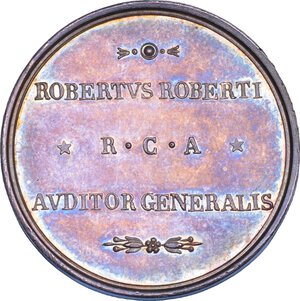 ROBERTVS ROBERTI
R · C · A
AVDITOR GENERALIS